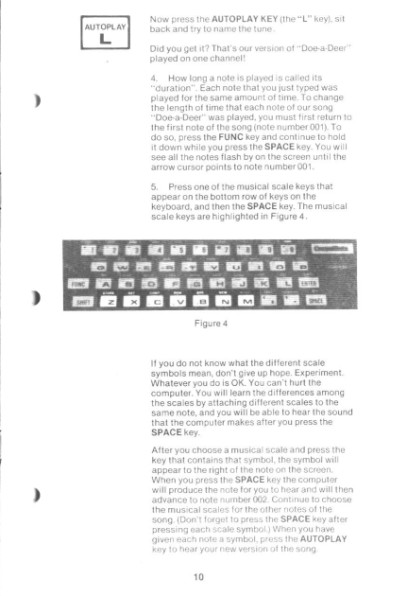 AUTOPLAY
L
Now press the AUTOPLAY KEY (the "L" key), sit
back and try to name the tune.
Did you get it? That's our version of "Doe-a-Deer"
played on one channel!
4. How long a note is played is called its
"duration". Each note that you just typed was
played for the same amount of time. To change
the length of time that each note of our song
"Doe-a-Deer" was played, you must first return to
the first note of the song (note number 001). To
do so, press the FUNC key and continue to hold
it down while you press the SPACE key. You will
see all the notes flash by on the screen until the
arrow cursor points to note number 001.
5. Press one of the musical scale keys that
appear on the bottom row of keys on the
keyboard, and then the SPACE key. The musical
scale keys are highlighted in Figure 4.
1 2 3 4 5 6 7 8 9
Q W E R T Y U I O P
FUNC A S D F G H J K L ENTER
SHIFT Z X C V B N M SPACE
Figure 4
If you do not know what the different scale
symbols mean, don't give up hope. Experiment.
Whatever you do is OK. You can't hurt the
computer. You will learn the differences among
the scales by attaching different scales to the
same note, and you will be able to hear the sound
that the computer makes after you press the
SPACE key.
After you choose a musical scale and press the
key that contains that symbol, the symbol will
appear to the right of the note on the screen.
When you press the SPACE key the computer
will produce the note for you to hear and will then
advance to note number 002. Continue to choose
the musical scales for the other notes of the
song. (Don't forget to press the SPACE key after
pressing each scale symbol.) When you have
given each note a symbol, press the AUTOPLAY
key to hear your new version of the song.
10